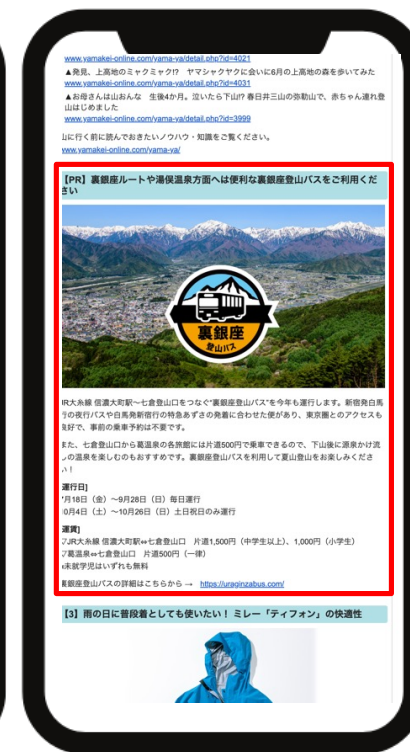 www.yamakei-online.com/yama-ya/detail.php?id=4021
▲発見、上高地のミャクミャク!? ヤマシャクヤクに会いに6月の上高地の森を歩いてみた
www.yamakei-online.com/yama-ya/detail.php?id=4031
▲お母さんは山おんな 生後4か月。泣いたら下山!? 春日井三山の弥勒山で、赤ちゃん連れ登
山はじめました
www.yamakei-online.com/yama-ya/detail.php?id=3999
山に行く前に読んでおきたいノウハウ・知識をご覧ください。
www.yamakei-online.com/yama-ya/
【PR】裏銀座ルートや湯俣温泉方面へは便利な裏銀座登山バスをご利用くだ
さい
裏銀座
登山バス
JR大糸線 信濃大町駅～七倉登山口をつなぐ“裏銀座登山バス”を今年も運行します。新宿発白馬
行の夜行バスや白馬発新宿行の特急あずさの発着に合わせた便があり、東京圏とのアクセスも
良好で、事前の乗車予約は不要です。
また、七倉登山口から葛温泉の各旅館には片道500円で乗車できるので、下山後に源泉かけ流
しの温泉を楽しむのもおすすめです。裏銀座登山バスを利用して夏山登山をお楽しみくださ
い！
運行日]
7月18日（金）～9月28日（日）毎日運行
10月4日（土）～10月26日（日）土日祝日のみ運行
運賃]
▽JR大糸線 信濃大町駅⇔七倉登山口 片道1,500円（中学生以上）、1,000円（小学生）
▽葛温泉⇔七倉登山口 片道500円（一律）
※未就学児はいずれも無料
裏銀座登山バスの詳細はこちらから → https://uraginzabus.com/
【3】雨の日に普段着としても使いたい！ ミレー「ティフォン」の快適性